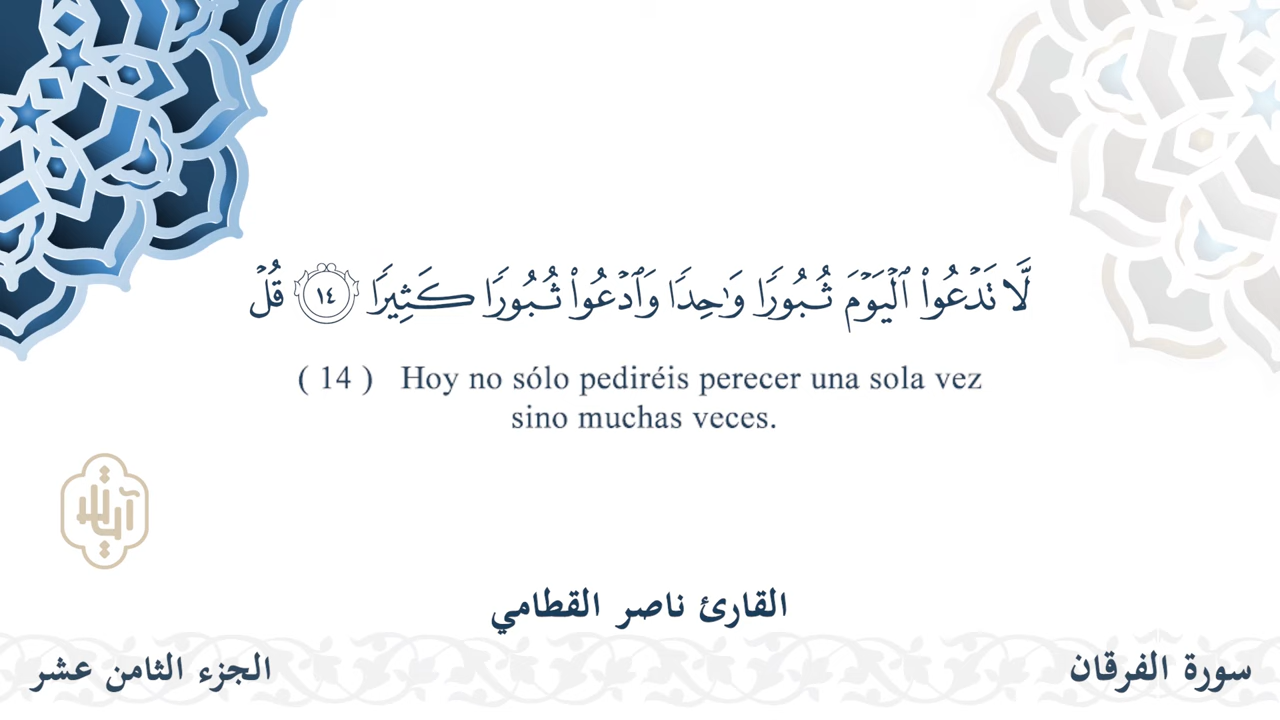 لَّا تَدْعُوا۟ ٱلْيَوْمَ ثُبُورًا وَٰحِدًا وَٱدْعُوا۟ ثُبُورًا كَثِيرًا ١٤ قُلْ
( 14 ) Hoy no sólo pediréis perecer una sola vez
sino muchas veces.
القارئ ناصر القطامي
سورة الفرقان
الجزء الثامن عشر